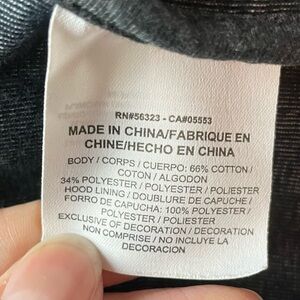 RN#56323 - CA#05553
MADE IN CHINA/FABRIQUE EN
CHINE/HECHO EN CHINA
BODY / CORPS / CUERPO: 66% COTTON /
COTON / ALGODON
34% POLYESTER / POLYESTER / POLIESTER
HOOD LINING / DOUBLURE DE CAPUCHE /
FORRO DE CAPUCHA: 100% POLYESTER /
POLYESTER / POLIESTER
EXCLUSIVE OF DECORATION / DECORATION
NON COMPRISE / NO INCLUYE LA
DECORACION